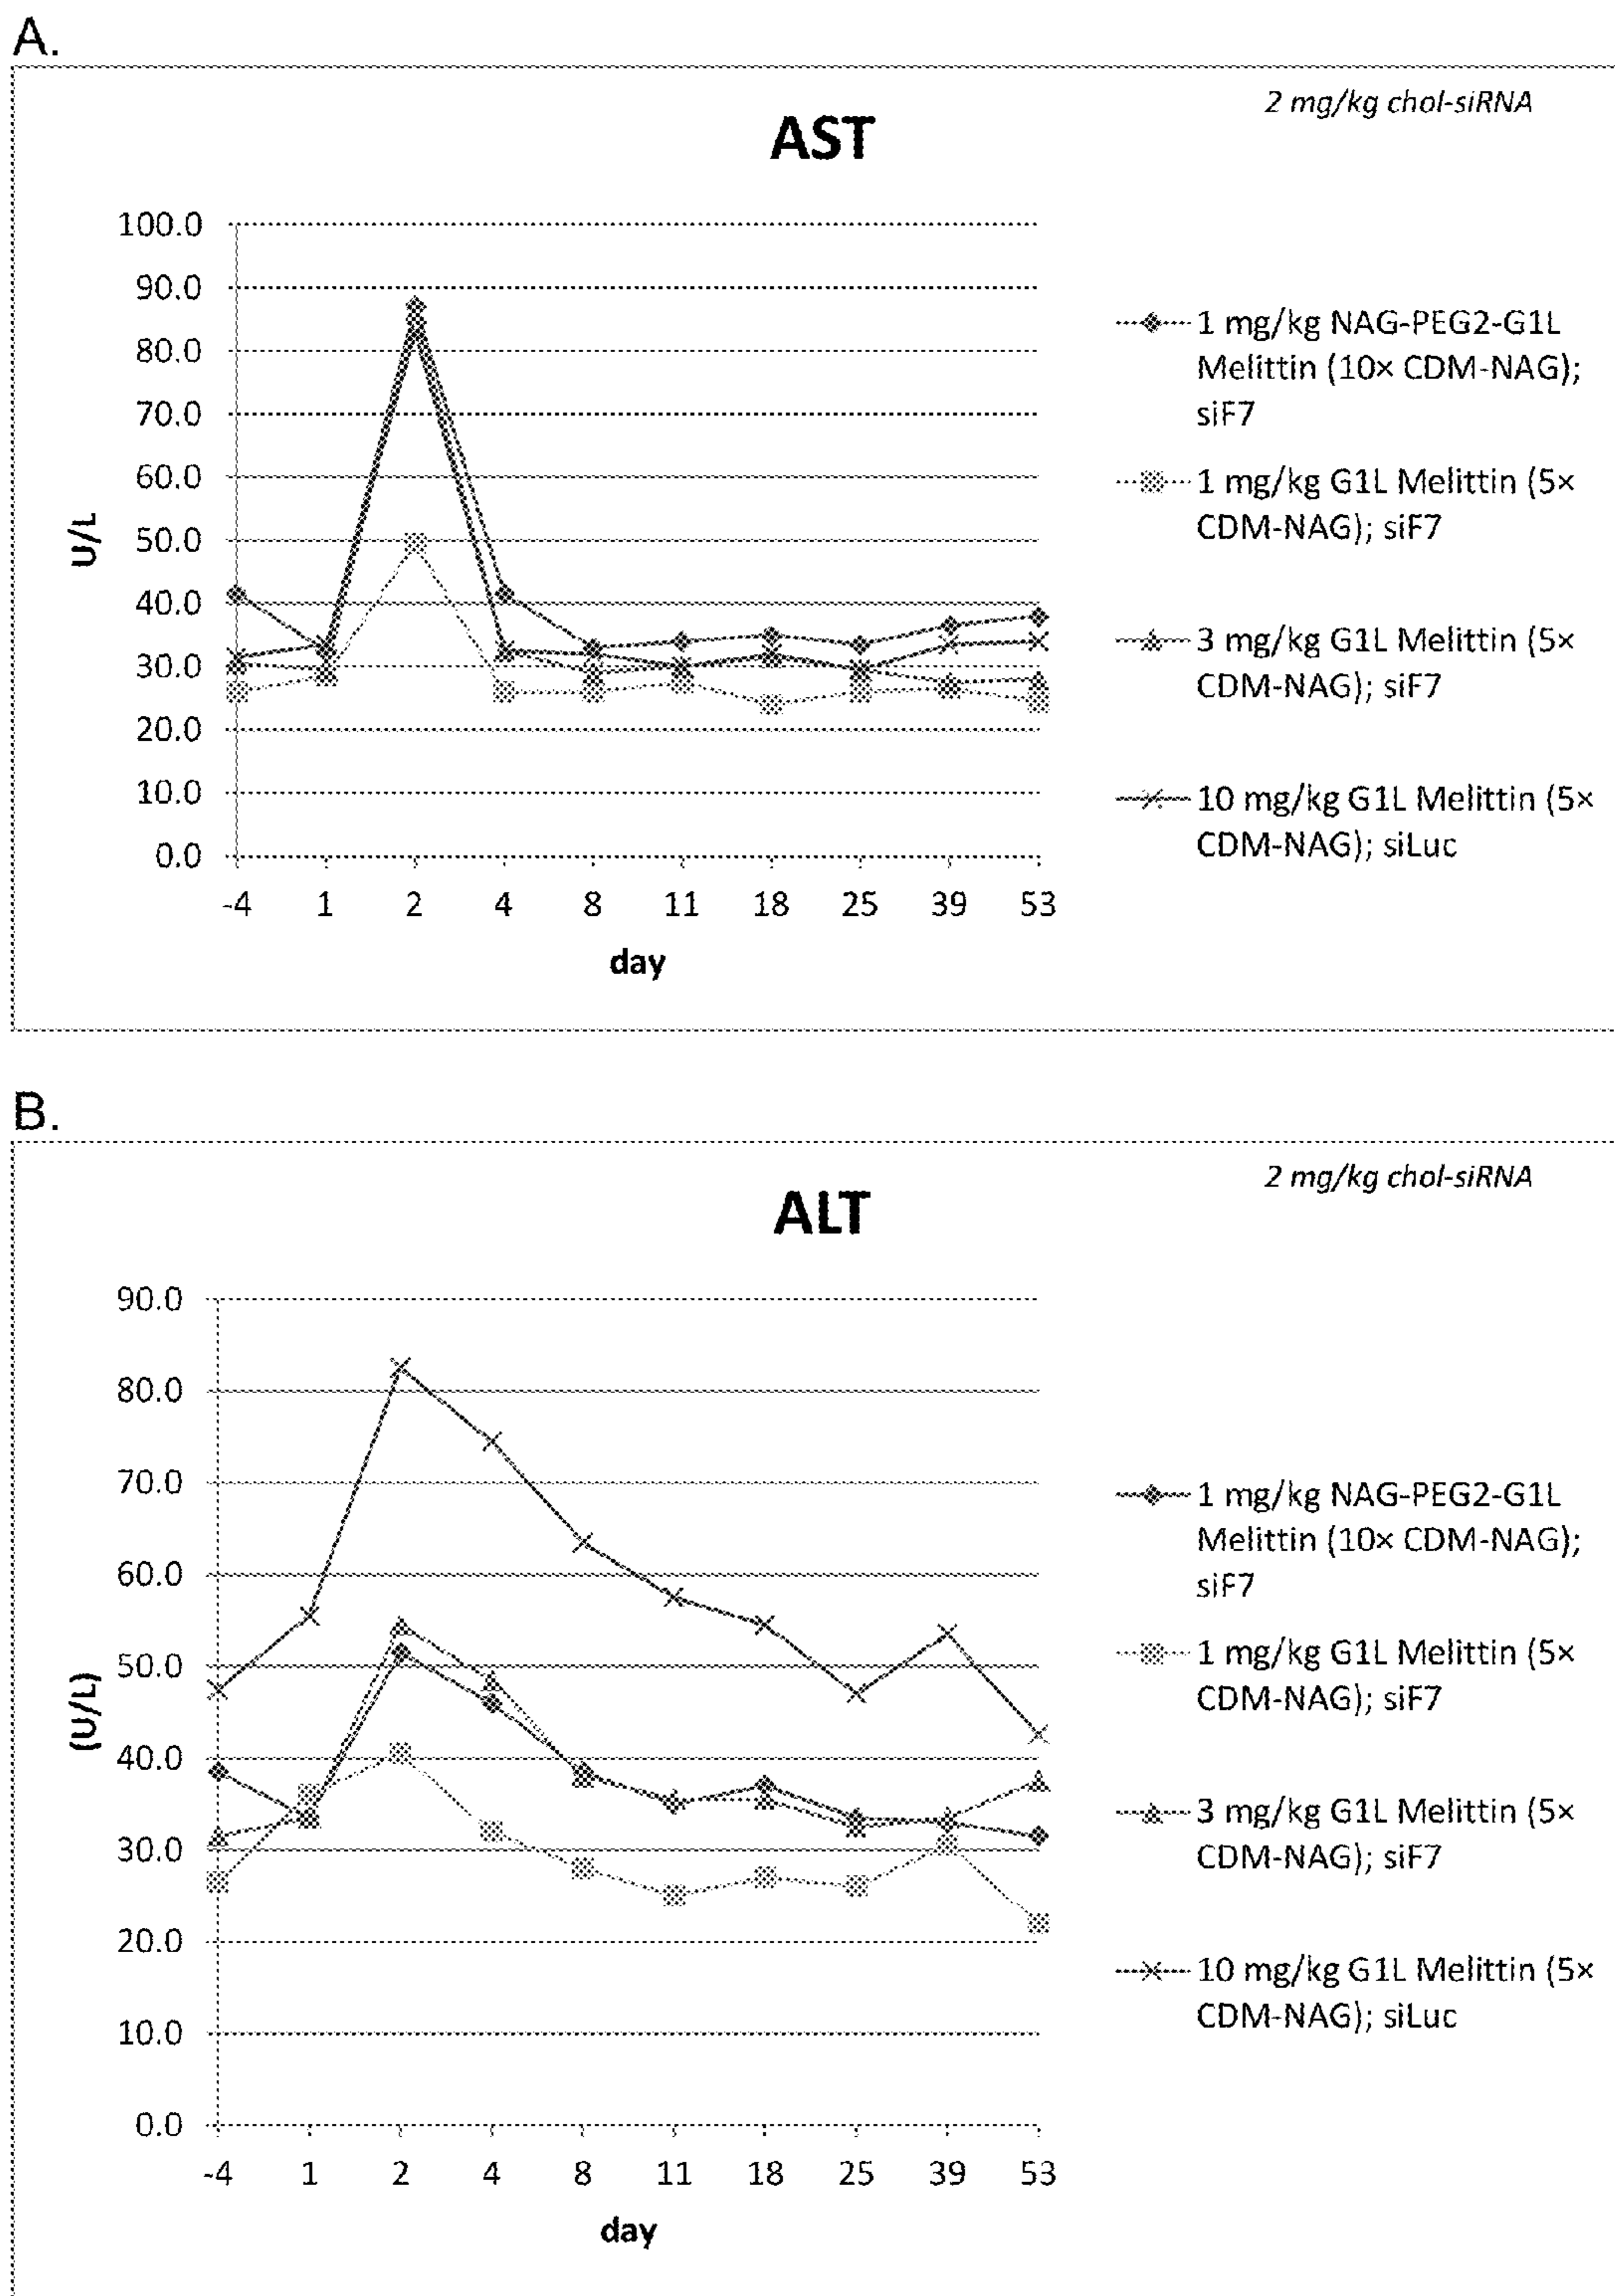 A.
2 mg/kg chol-siRNA
AST
100.0
90.0
80.0
70.0
60.0
50.0
40.0
30.0
20.0
10.0
0.0
U/L
-4 1 2 4 8 11 18 25 39 53
day
1 mg/kg NAG-PEG2-G1L
Melittin (10× CDM-NAG);
siF7
1 mg/kg G1L Melittin (5×
CDM-NAG); siF7
3 mg/kg G1L Melittin (5×
CDM-NAG); siF7
10 mg/kg G1L Melittin (5×
CDM-NAG); siLuc
B.
2 mg/kg chol-siRNA
ALT
90.0
80.0
70.0
60.0
50.0
40.0
30.0
20.0
10.0
0.0
(U/L)
-4 1 2 4 8 11 18 25 39 53
day
1 mg/kg NAG-PEG2-G1L
Melittin (10× CDM-NAG);
siF7
1 mg/kg G1L Melittin (5×
CDM-NAG); siF7
3 mg/kg G1L Melittin (5×
CDM-NAG); siF7
10 mg/kg G1L Melittin (5×
CDM-NAG); siLuc